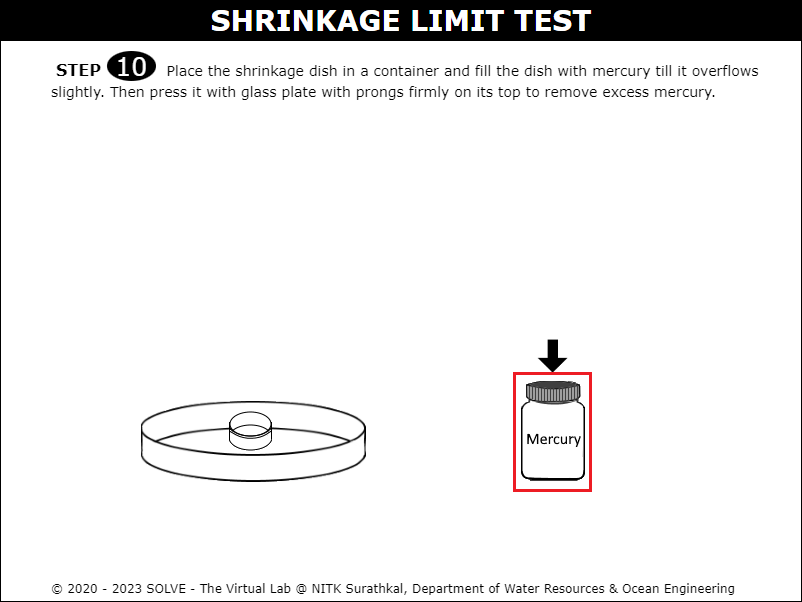 SHRINKAGE LIMIT TEST
STEP 10 Place the shrinkage dish in a container and fill the dish with mercury till it overflows
slightly. Then press it with glass plate with prongs firmly on its top to remove excess mercury.
Mercury
© 2020 - 2023 SOLVE - The Virtual Lab @ NITK Surathkal, Department of Water Resources & Ocean Engineering